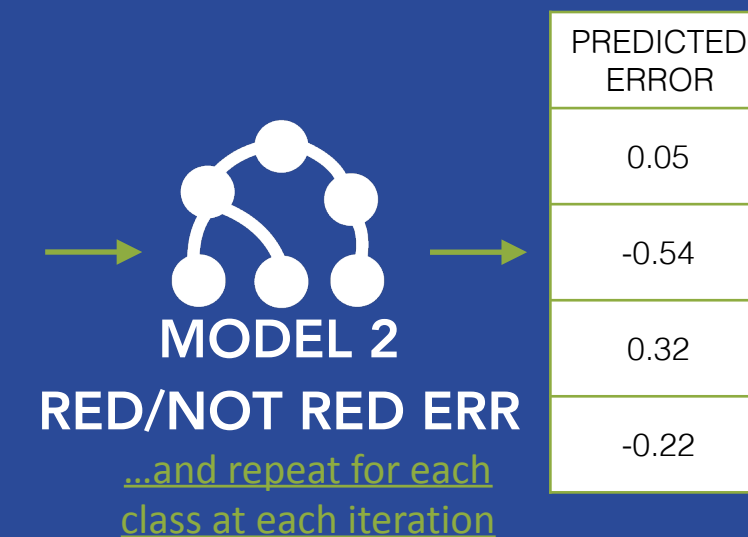 MODEL 2
RED/NOT RED ERR
...and repeat for each
class at each iteration
PREDICTED
ERROR
0.05
-0.54
0.32
-0.22